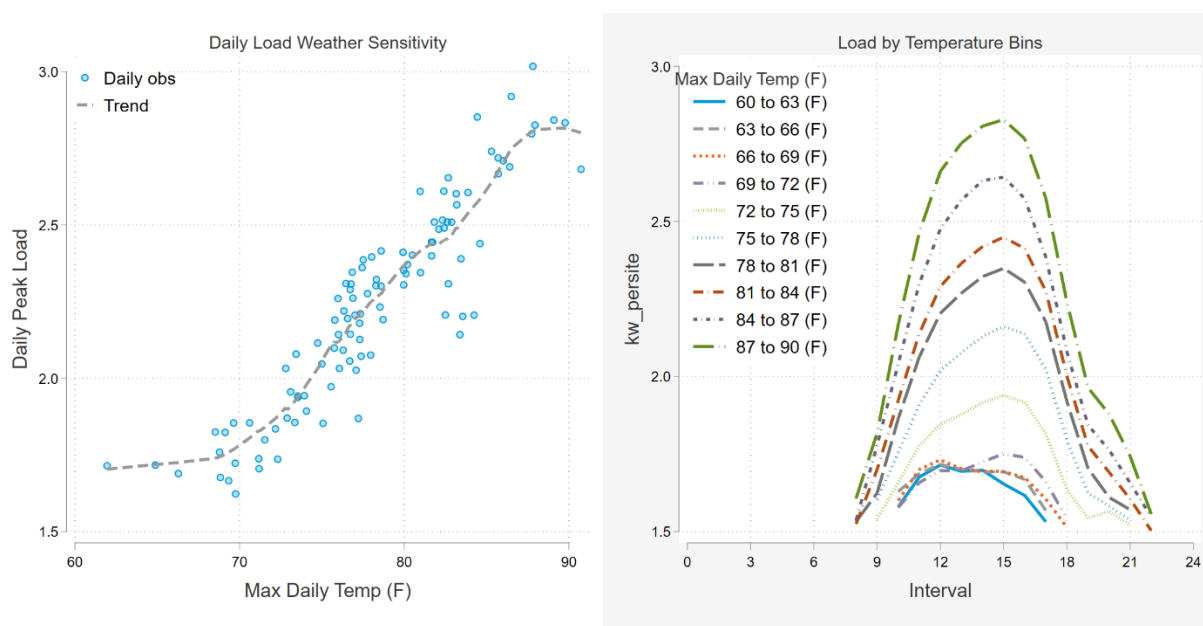 Daily Load Weather Sensitivity
Daily obs
Trend
Daily Peak Load
3.0
2.5
2.0
1.5
60 70 80 90
Max Daily Temp (F)
Load by Temperature Bins
Max Daily Temp (F)
60 to 63 (F)
63 to 66 (F)
66 to 69 (F)
69 to 72 (F)
72 to 75 (F)
75 to 78 (F)
78 to 81 (F)
81 to 84 (F)
84 to 87 (F)
87 to 90 (F)
kw_persite
3.0
2.5
2.0
1.5
0 3 6 9 12 15 18 21 24
Interval